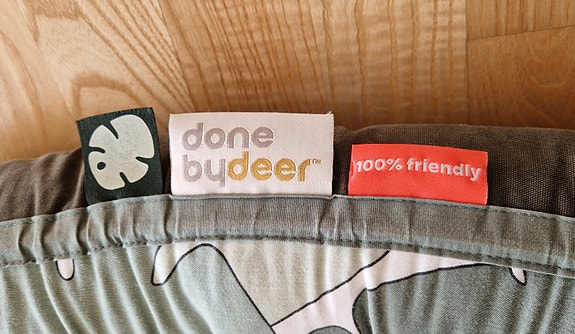 done
bydeer™
100% friendly